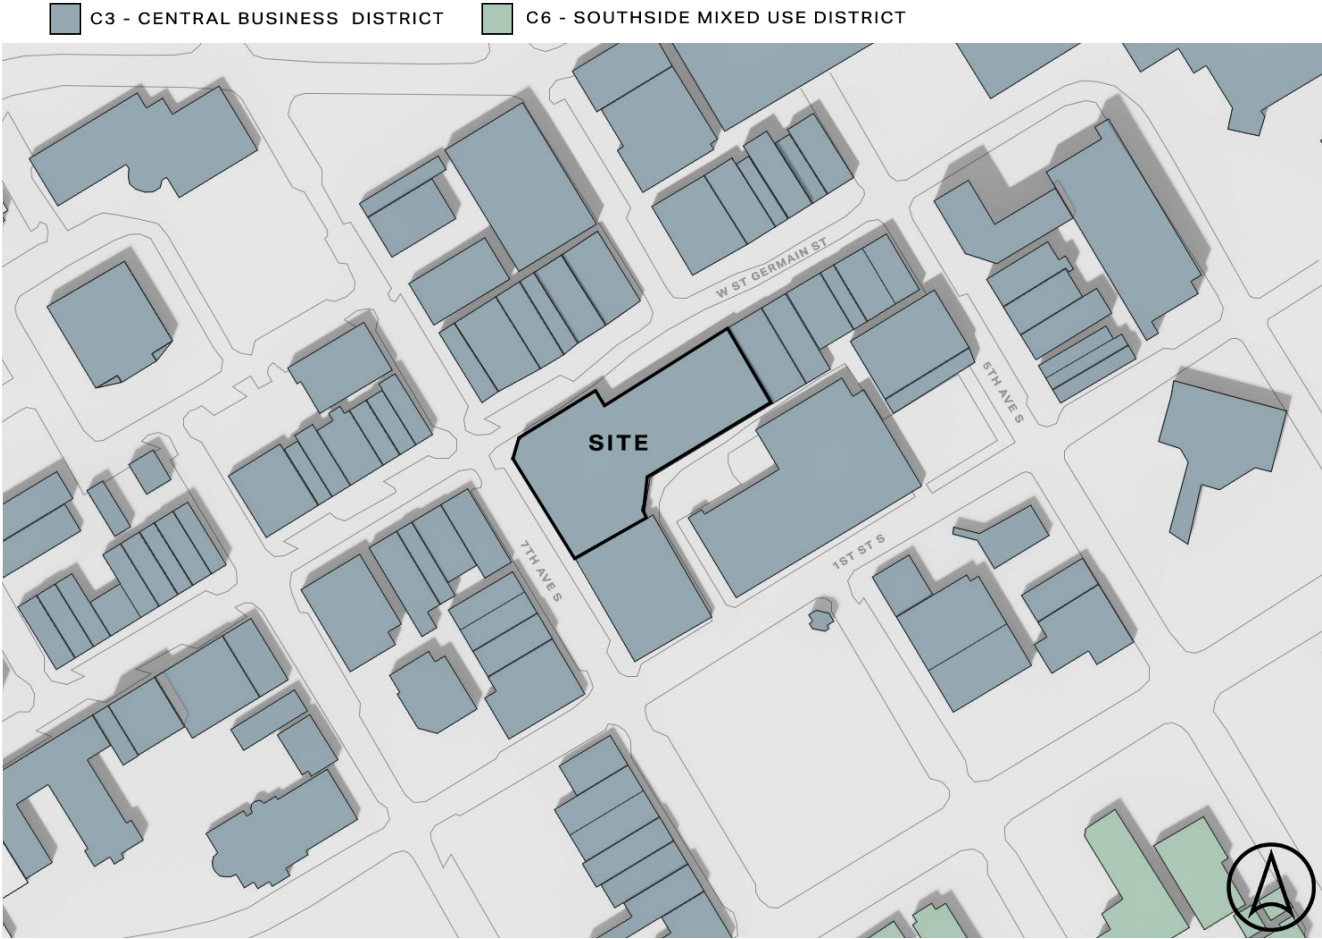 C3 - CENTRAL BUSINESS DISTRICT
C6 - SOUTHSIDE MIXED USE DISTRICT
W ST GERMAIN ST
5TH AVE S
SITE
7TH AVE S
1ST ST S